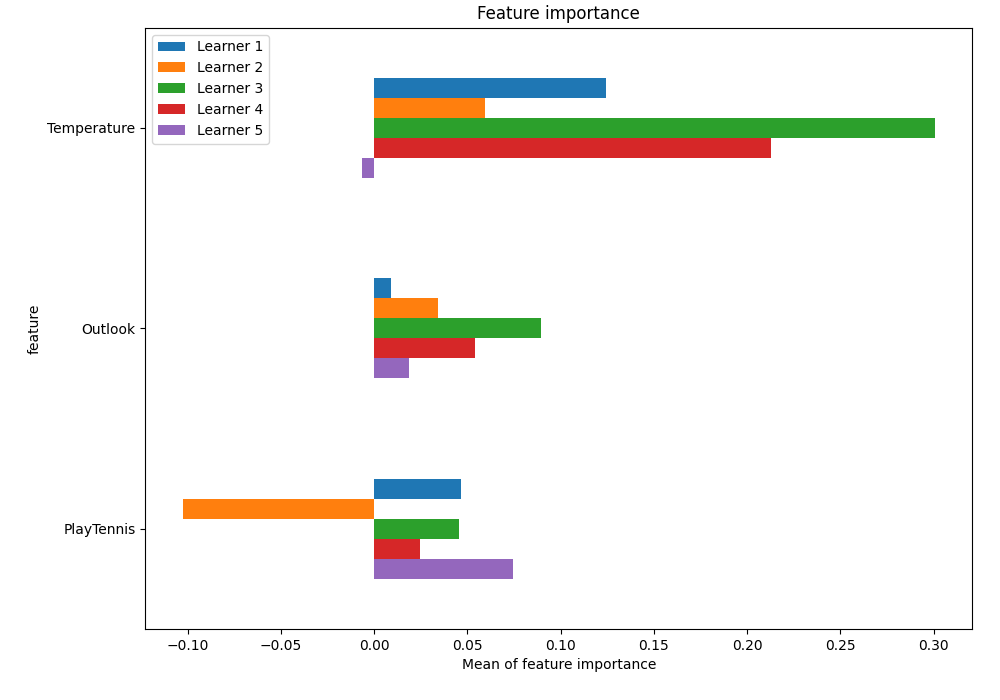 Feature importance
Learner 1
Learner 2
Learner 3
Learner 4
Learner 5
Temperature
Outlook
PlayTennis
feature
−0.10 −0.05 0.00 0.05 0.10 0.15 0.20 0.25 0.30
Mean of feature importance